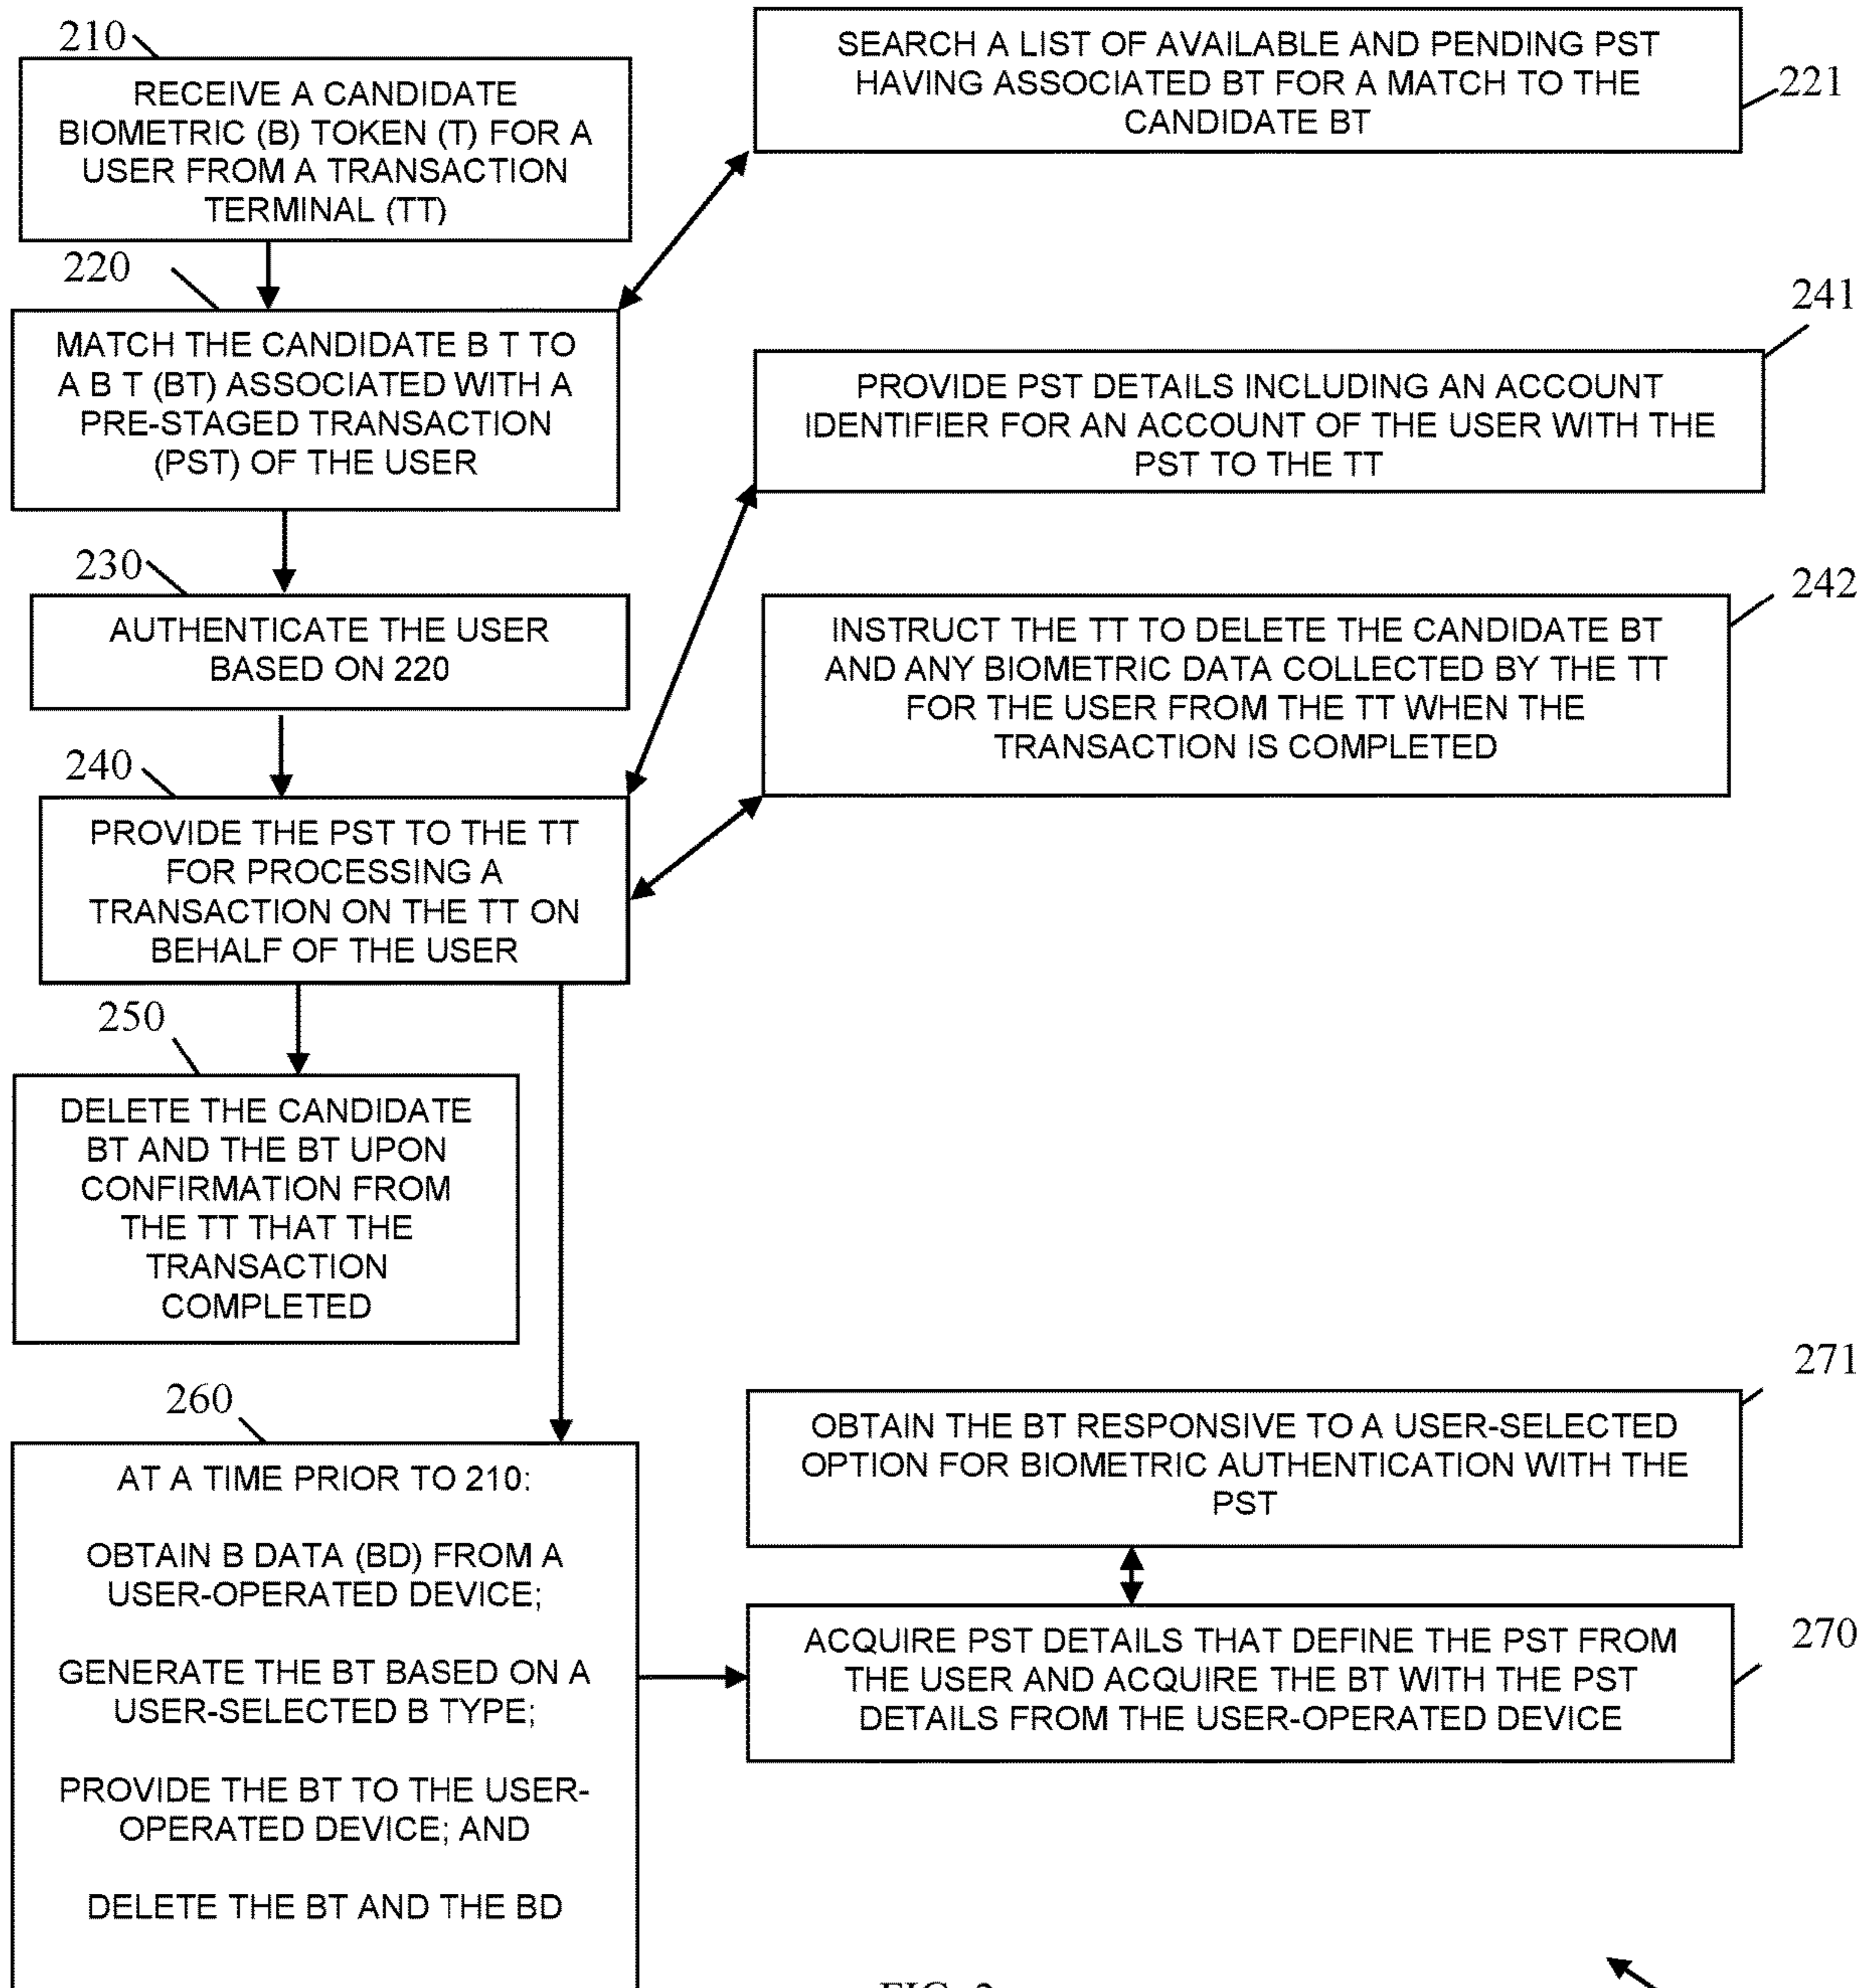 210
RECEIVE A CANDIDATE
BIOMETRIC (B) TOKEN (T) FOR A
USER FROM A TRANSACTION
TERMINAL (TT)
SEARCH A LIST OF AVAILABLE AND PENDING PST
HAVING ASSOCIATED BT FOR A MATCH TO THE
CANDIDATE BT
221
220
MATCH THE CANDIDATE B T TO
A B T (BT) ASSOCIATED WITH A
PRE-STAGED TRANSACTION
(PST) OF THE USER
241
PROVIDE PST DETAILS INCLUDING AN ACCOUNT
IDENTIFIER FOR AN ACCOUNT OF THE USER WITH THE
PST TO THE TT
230
AUTHENTICATE THE USER
BASED ON 220
242
INSTRUCT THE TT TO DELETE THE CANDIDATE BT
AND ANY BIOMETRIC DATA COLLECTED BY THE TT
FOR THE USER FROM THE TT WHEN THE
TRANSACTION IS COMPLETED
240
PROVIDE THE PST TO THE TT
FOR PROCESSING A
TRANSACTION ON THE TT ON
BEHALF OF THE USER
250
DELETE THE CANDIDATE
BT AND THE BT UPON
CONFIRMATION FROM
THE TT THAT THE
TRANSACTION
COMPLETED
260
AT A TIME PRIOR TO 210:
OBTAIN B DATA (BD) FROM A
USER-OPERATED DEVICE;
GENERATE THE BT BASED ON A
USER-SELECTED B TYPE;
PROVIDE THE BT TO THE USER-
OPERATED DEVICE; AND
DELETE THE BT AND THE BD
271
OBTAIN THE BT RESPONSIVE TO A USER-SELECTED
OPTION FOR BIOMETRIC AUTHENTICATION WITH THE
PST
270
ACQUIRE PST DETAILS THAT DEFINE THE PST FROM
THE USER AND ACQUIRE THE BT WITH THE PST
DETAILS FROM THE USER-OPERATED DEVICE
FIG. 2